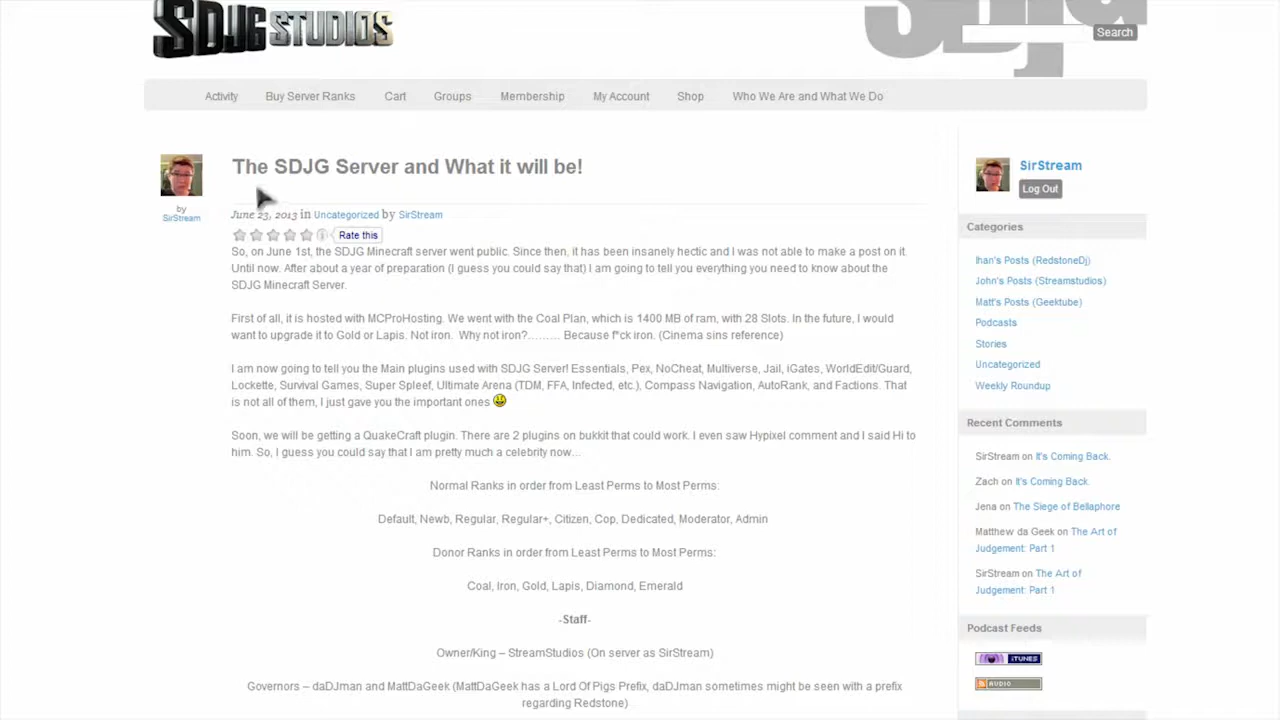 SDJG STUDIOS
Search
Activity Buy Server Ranks Cart Groups Membership My Account Shop Who We Are and What We Do
The SDJG Server and What it will be!
by
SirStream
June 23, 2013 in Uncategorized by SirStream
Rate this
So, on June 1st, the SDJG Minecraft server went public. Since then, it has been insanely hectic and I was not able to make a post on it.
Until now. After about a year of preparation (I guess you could say that) I am going to tell you everything you need to know about the
SDJG Minecraft Server.
First of all, it is hosted with MCProHosting. We went with the Coal Plan, which is 1400 MB of ram, with 28 Slots. In the future, I would
want to upgrade it to Gold or Lapis. Not iron. Why not iron?……… Because f*ck iron. (Cinema sins reference)
I am now going to tell you the Main plugins used with SDJG Server! Essentials, Pex, NoCheat, Multiverse, Jail, iGates, WorldEdit/Guard,
Lockette, Survival Games, Super Spleef, Ultimate Arena (TDM, FFA, Infected, etc.), Compass Navigation, AutoRank, and Factions. That
is not all of them, I just gave you the important ones
Soon, we will be getting a QuakeCraft plugin. There are 2 plugins on bukkit that could work. I even saw Hypixel comment and I said Hi to
him. So, I guess you could say that I am pretty much a celebrity now…
Normal Ranks in order from Least Perms to Most Perms:
Default, Newb, Regular, Regular+, Citizen, Cop, Dedicated, Moderator, Admin
Donor Ranks in order from Least Perms to Most Perms:
Coal, Iron, Gold, Lapis, Diamond, Emerald
-Staff-
Owner/King – StreamStudios (On server as SirStream)
Governors – daDJman and MattDaGeek (MattDaGeek has a Lord Of Pigs Prefix, daDJman sometimes might be seen with a prefix
regarding Redstone)
SirStream
Log Out
Categories
Ihan's Posts (RedstoneDj)
John's Posts (Streamstudios)
Matt's Posts (Geektube)
Podcasts
Stories
Uncategorized
Weekly Roundup
Recent Comments
SirStream on It's Coming Back.
Zach on It's Coming Back.
Jena on The Siege of Bellaphore
Matthew da Geek on The Art of
Judgement: Part 1
SirStream on The Art of
Judgement: Part 1
Podcast Feeds
iTUNES
AUDIO